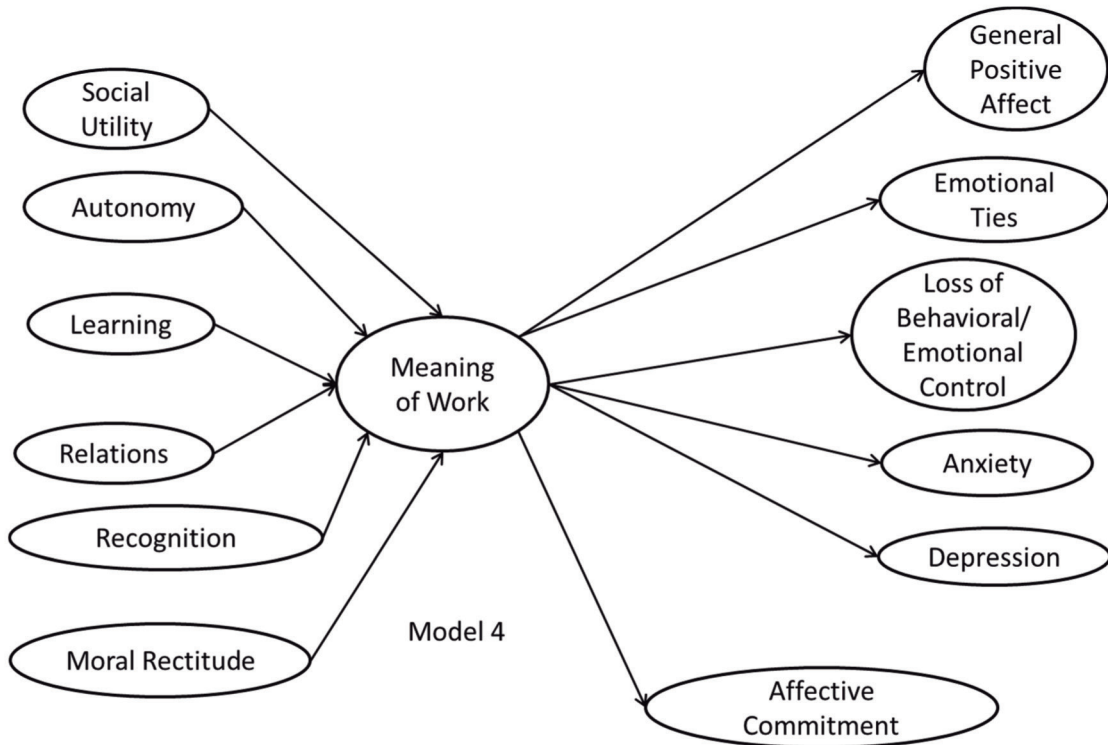 Social
Utility
Autonomy
Learning
Relations
Recognition
Moral Rectitude
Meaning
of Work
Model 4
General
Positive
Affect
Emotional
Ties
Loss of
Behavioral/
Emotional
Control
Anxiety
Depression
Affective
Commitment